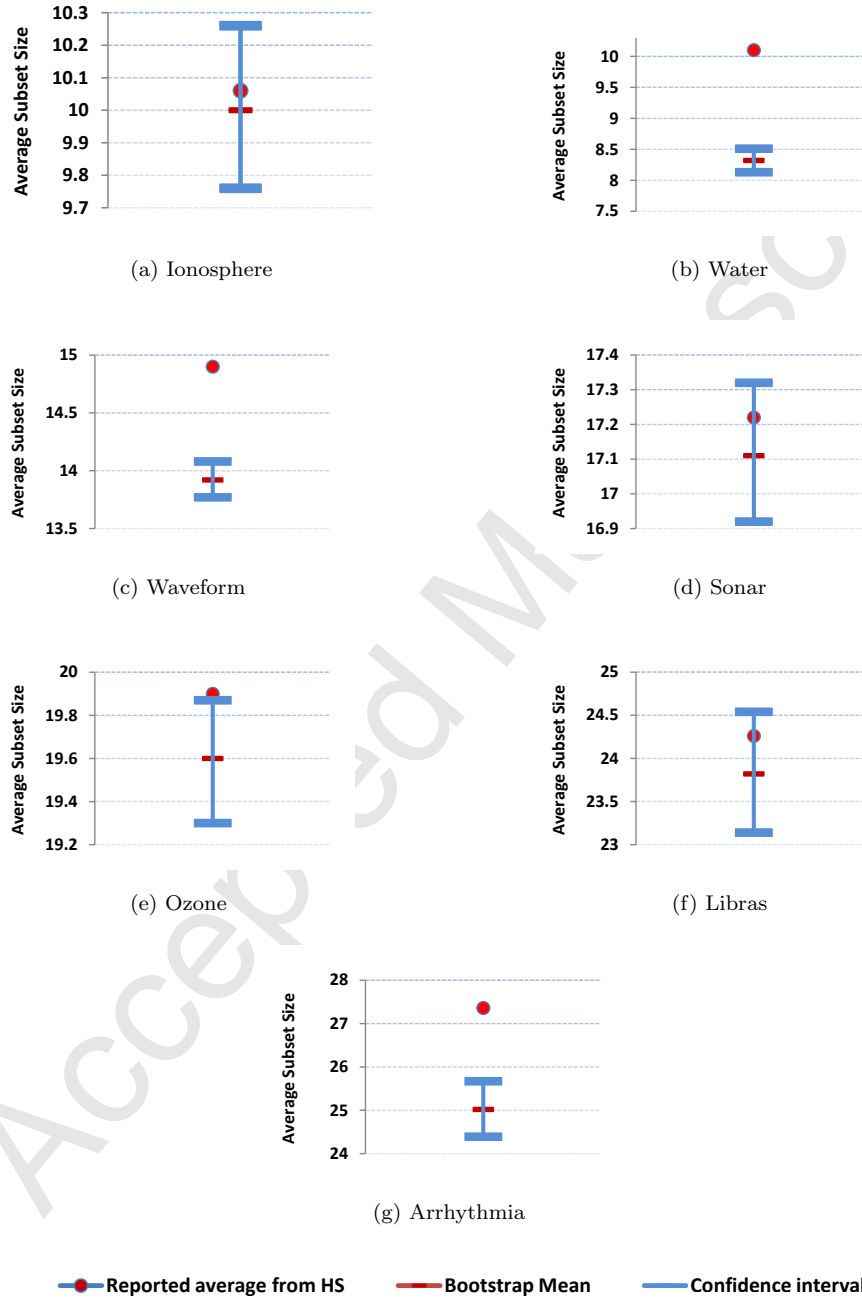 10.3
10.2
10.1
10
9.9
9.8
9.7
Average Subset Size
(a) Ionosphere
10
9.5
9
8.5
8
7.5
Average Subset Size
(b) Water
15
14.5
14
13.5
Average Subset Size
(c) Waveform
17.4
17.3
17.2
17.1
17
16.9
Average Subset Size
(d) Sonar
20
19.8
19.6
19.4
19.2
Average Subset Size
(e) Ozone
25
24.5
24
23.5
23
Average Subset Size
(f) Libras
28
27
26
25
24
Average Subset Size
(g) Arrhythmia
Reported average from HS
Bootstrap Mean
Confidence interval